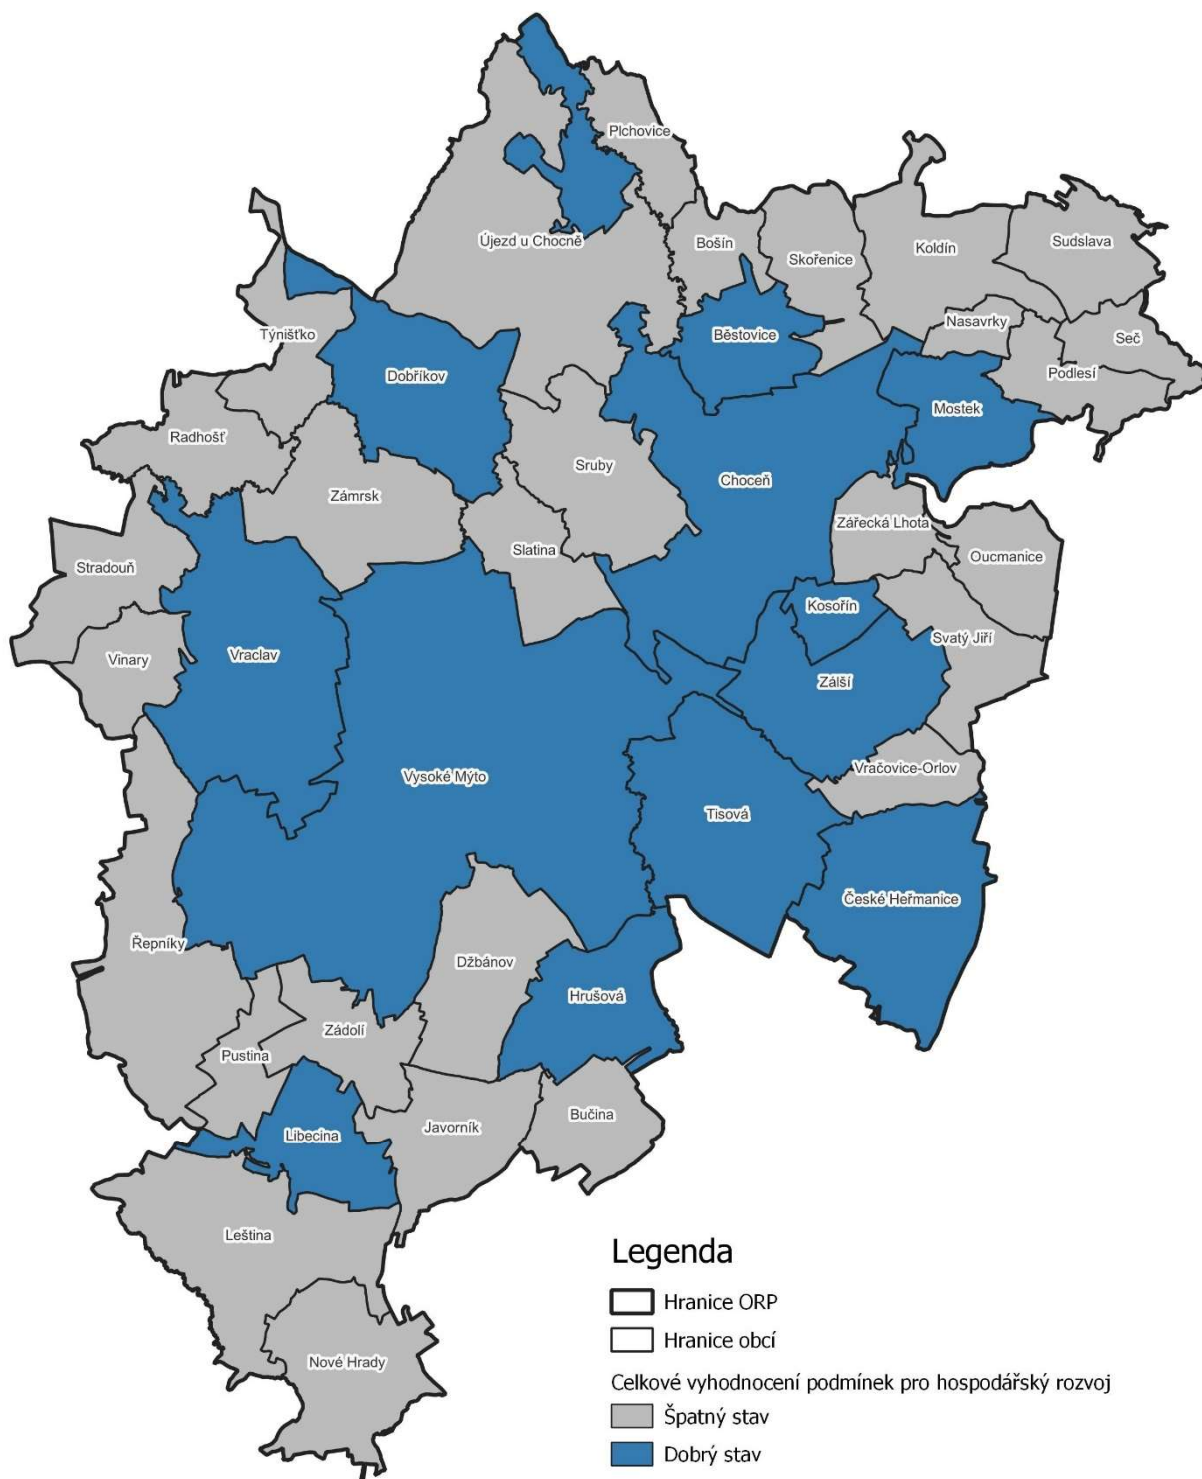 Plchovice
Újezd u Chocně
Bošín
Skořenice
Koldín
Sudslava
Týnišťko
Běstovice
Nasavrky
Seč
Dobříkov
Podlesí
Mostek
Radhošť
Sruby
Choceň
Zámrsk
Zářecká Lhota
Slatina
Oucmanice
Stradouň
Kosořín
Svatý Jiří
Vraclav
Vinary
Zálší
Vračovice-Orlov
Vysoké Mýto
Tisová
České Heřmanice
Řepníky
Džbánov
Hrušová
Zádolí
Pustina
Bučina
Javorník
Libecina
Leština
Nové Hrady
Legenda
Hranice ORP
Hranice obcí
Celkové vyhodnocení podmínek pro hospodářský rozvoj
Špatný stav
Dobrý stav